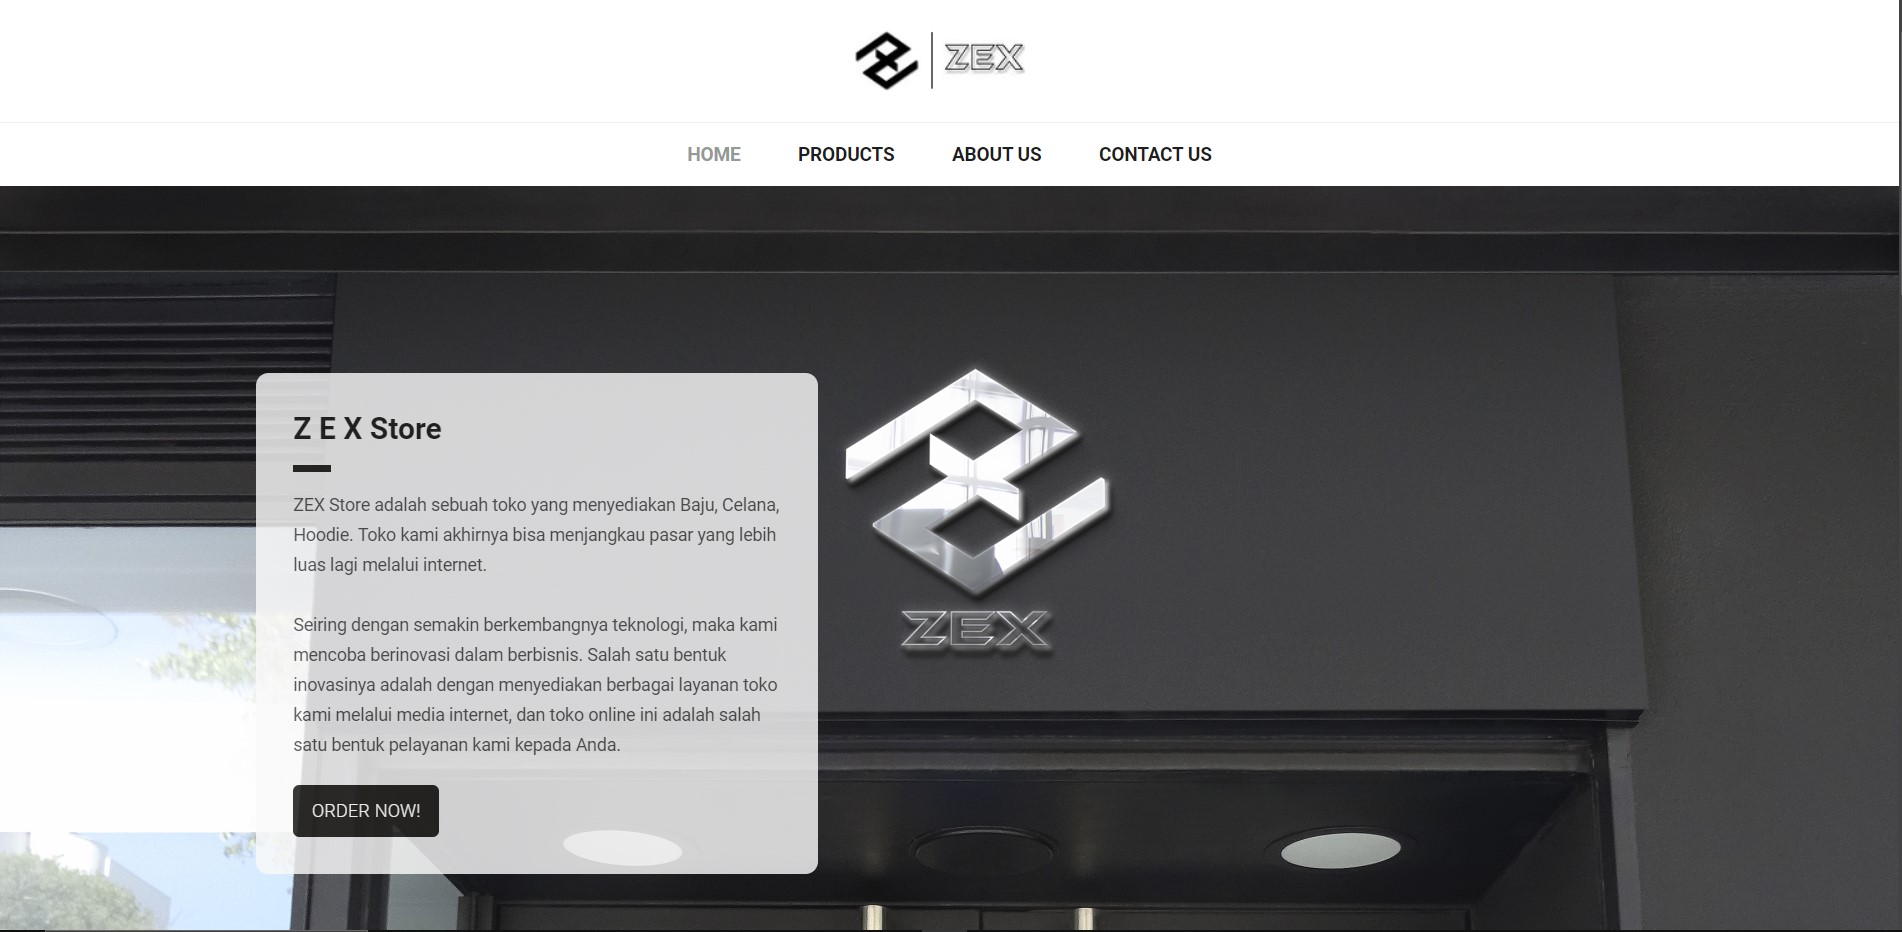 ZEX
HOME PRODUCTS ABOUT US CONTACT US
Z E X Store
ZEX Store adalah sebuah toko yang menyediakan Baju, Celana,
Hoodie. Toko kami akhirnya bisa menjangkau pasar yang lebih
luas lagi melalui internet.
Seiring dengan semakin berkembangnya teknologi, maka kami
mencoba berinovasi dalam berbisnis. Salah satu bentuk
inovasinya adalah dengan menyediakan berbagai layanan toko
kami melalui media internet, dan toko online ini adalah salah
satu bentuk pelayanan kami kepada Anda.
ORDER NOW!
ZEX